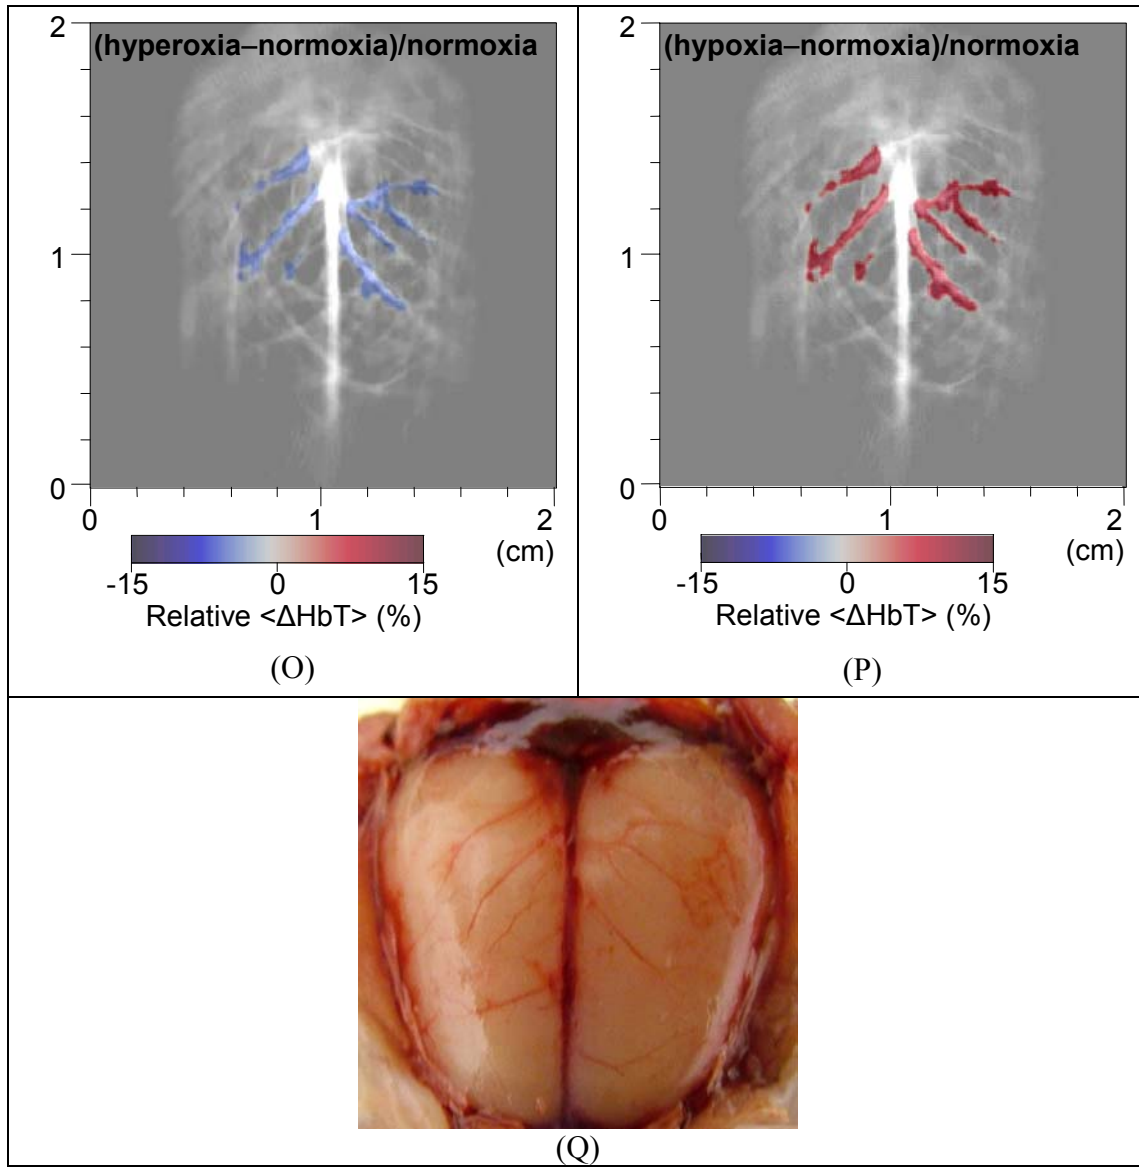 (hyperoxia–normoxia)/normoxia
2
1
0
0
1
2
(cm)
-15
0
15
Relative <ΔHbT> (%)
(O)
(hypoxia–normoxia)/normoxia
2
1
0
0
1
2
(cm)
-15
0
15
Relative <ΔHbT> (%)
(P)
(Q)